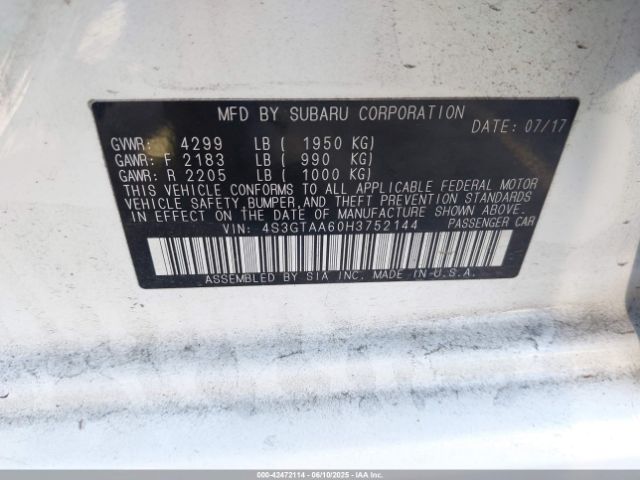 MFD BY SUBARU CORPORATION
DATE: 07/17
GVWR: 4299 LB ( 1950 KG)
GAWR: F 2183 LB ( 990 KG)
GAWR: R 2205 LB ( 1000 KG)
THIS VEHICLE CONFORMS TO ALL APPLICABLE FEDERAL MOTOR
VEHICLE SAFETY, BUMPER, AND THEFT PREVENTION STANDARDS
IN EFFECT ON THE DATE OF MANUFACTURE SHOWN ABOVE.
VIN: 4S3GTAA60H3752144 PASSENGER CAR
ASSEMBLED BY SIA INC. MADE IN U.S.A.
000-42472114 - 06/10/2025 - IAAI.COM